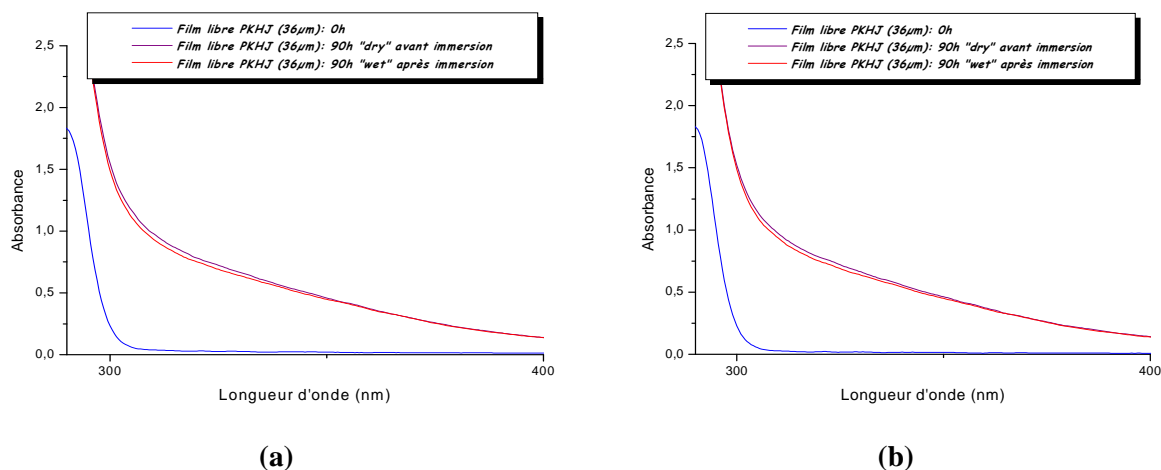 Film libre PKHJ (36µm): 0h
Film libre PKHJ (36µm): 90h "dry" avant immersion
Film libre PKHJ (36µm): 90h "wet" après immersion
2,5
2,0
1,5
1,0
0,5
0,0
Absorbance
300
400
Longueur d'onde (nm)
(a)
Film libre PKHJ (36µm): 0h
Film libre PKHJ (36µm): 90h "dry" avant immersion
Film libre PKHJ (36µm): 90h "wet" après immersion
2,5
2,0
1,5
1,0
0,5
0,0
Absorbance
300
400
Longueur d'onde (nm)
(b)